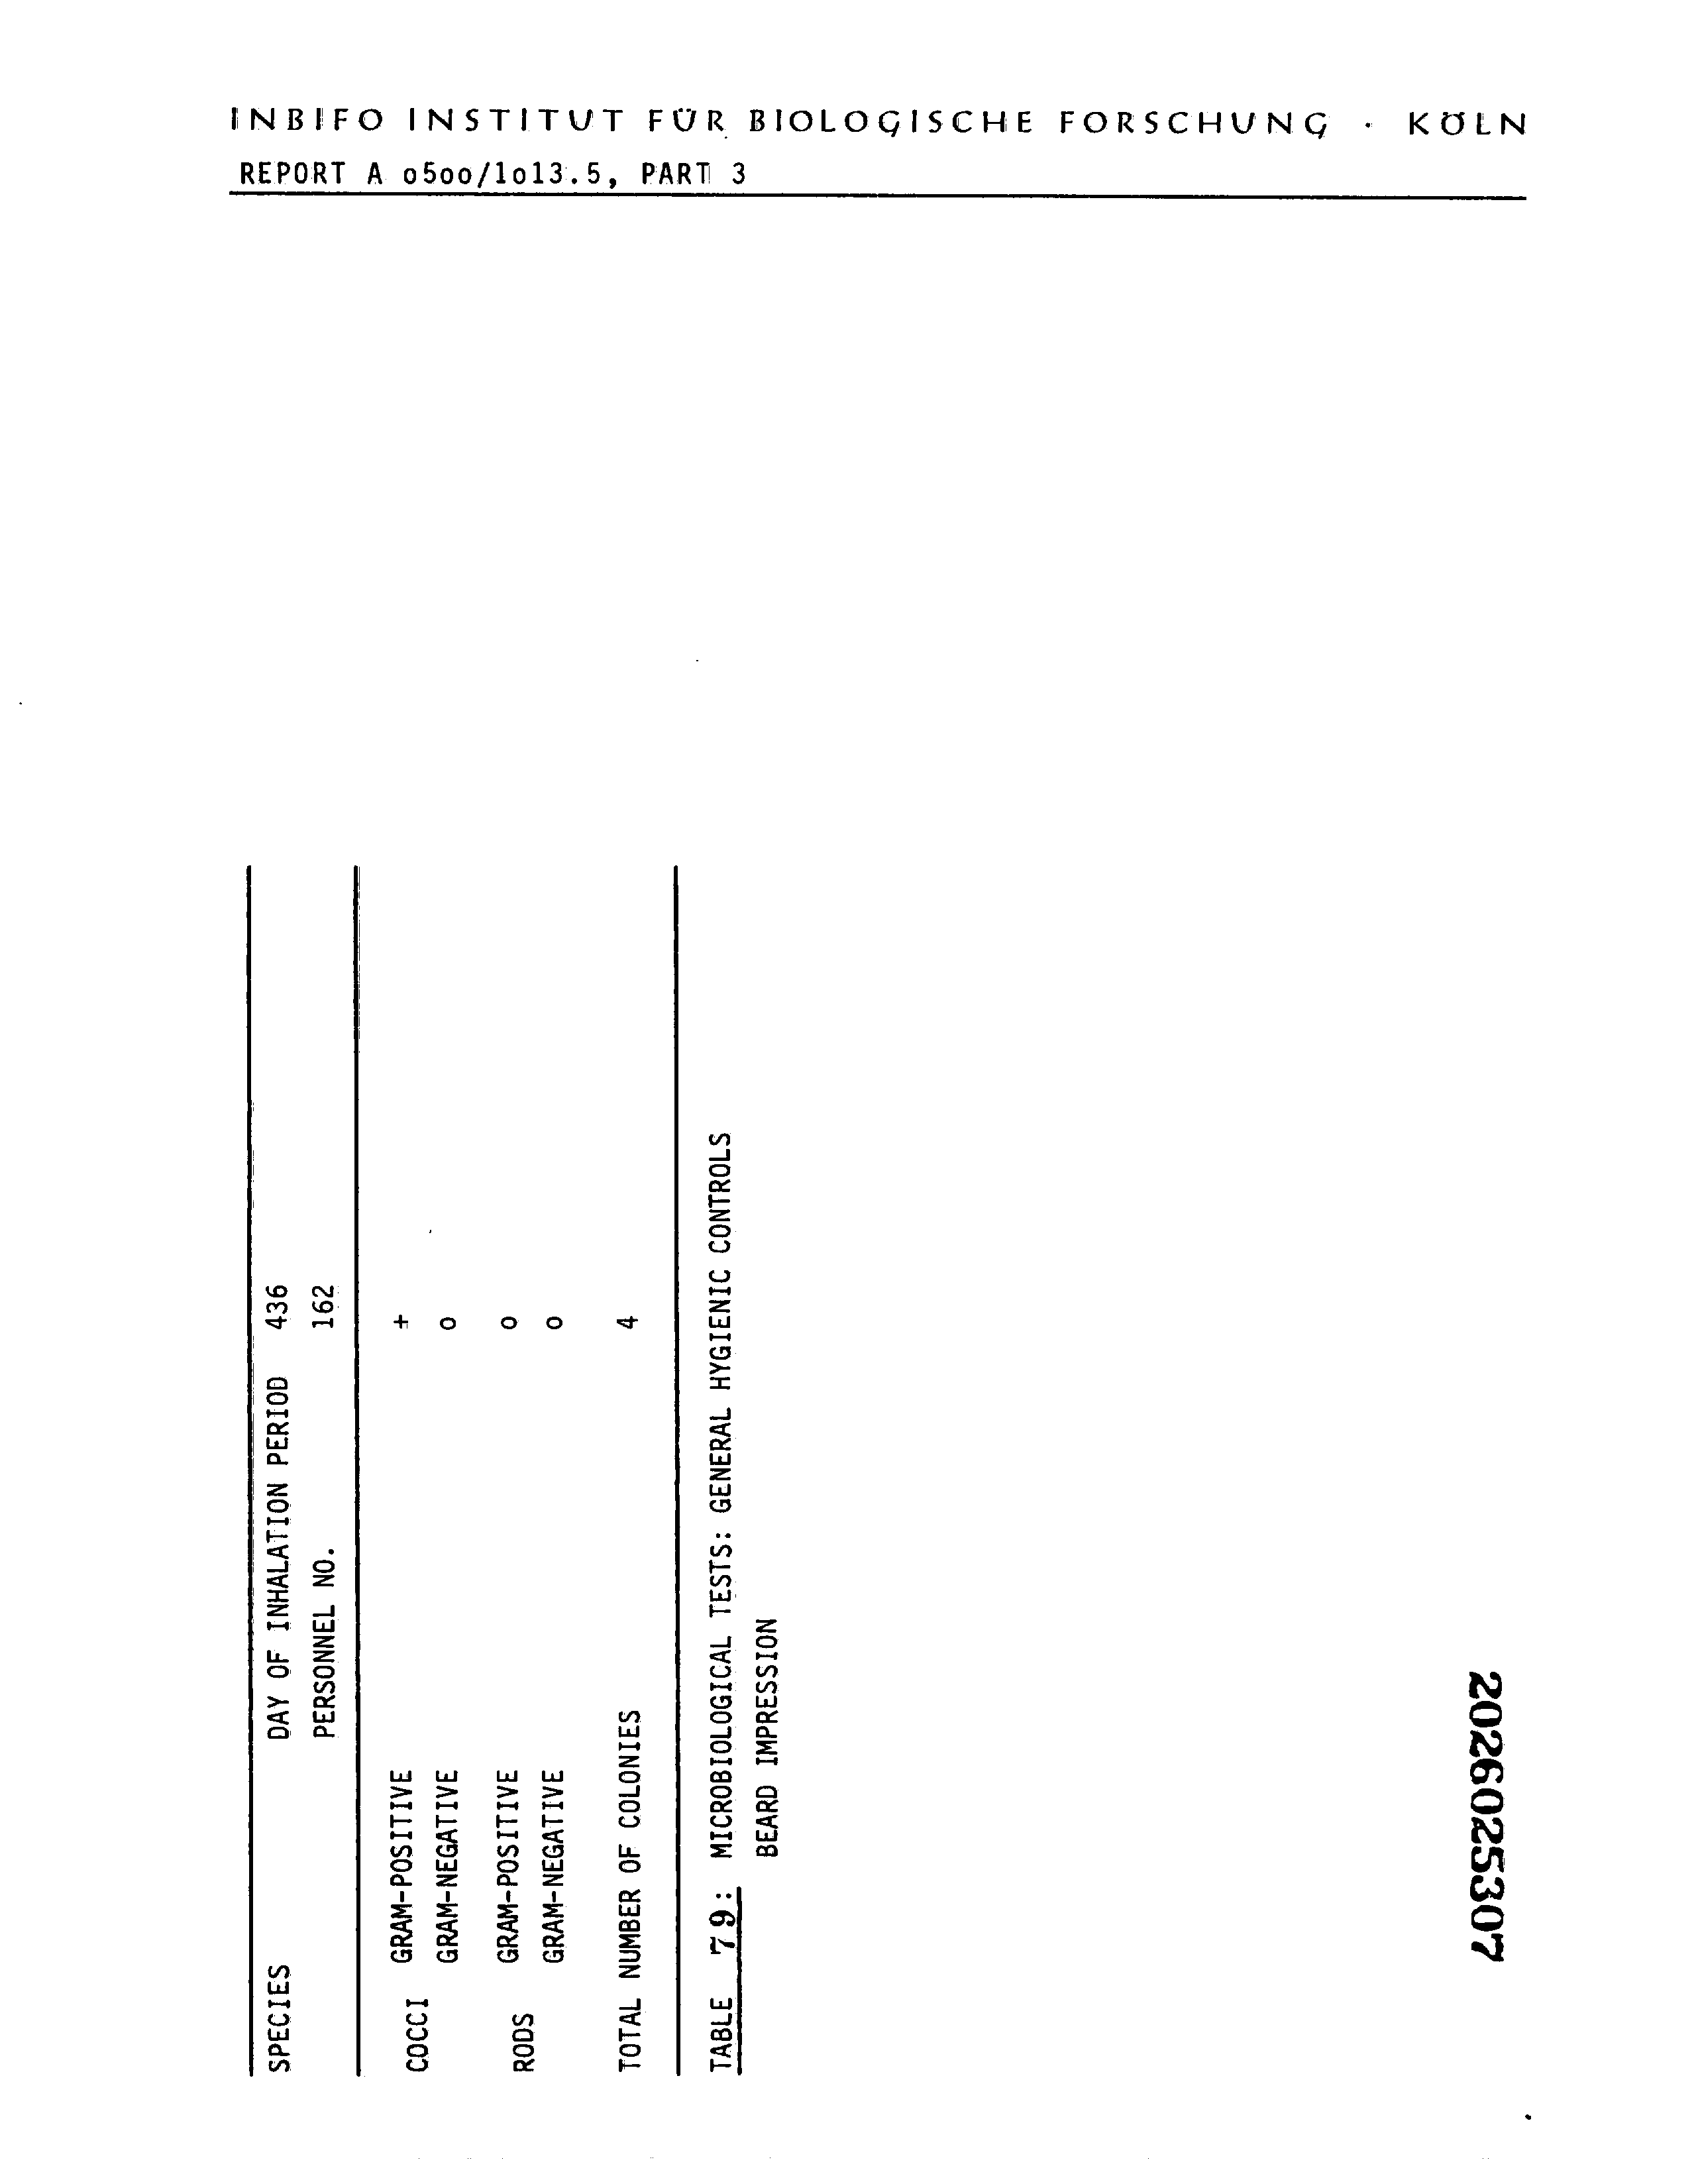 INBIFO INSTITUT FÜR BIOLOGISCHE FORSCHUNG · KÖLN
REPORT A o5oo/1o13.5, PART 3
SPECIES DAY OF INHALATION PERIOD 436
PERSONNEL NO. 162
COCCI GRAM-POSITIVE +
GRAM-NEGATIVE o
RODS GRAM-POSITIVE o
GRAM-NEGATIVE o
TOTAL NUMBER OF COLONIES 4
TABLE 79: MICROBIOLOGICAL TESTS: GENERAL HYGIENIC CONTROLS
BEARD IMPRESSION
2026025307